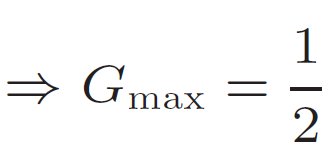 ⇒ G_max = 1/2